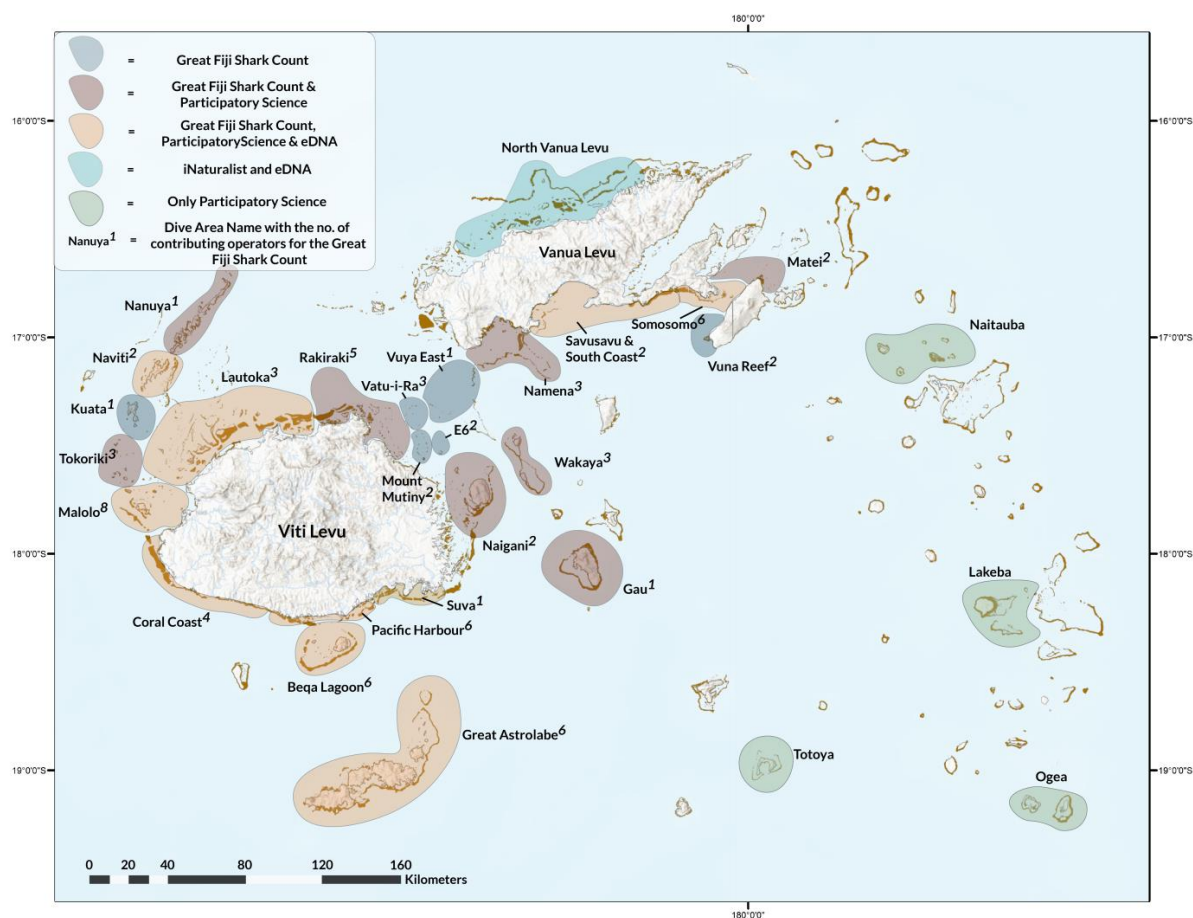 180°0'0"
Great Fiji Shark Count
=
Great Fiji Shark Count &
Participatory Science
=
Great Fiji Shark Count,
ParticipatoryScience & eDNA
=
iNaturalist and eDNA
=
Only Participatory Science
=
Nanuya¹ = Dive Area Name with the no. of
contributing operators for the Great
Fiji Shark Count
16°0'0"S
16°0'0"S
North Vanua Levu
Vanua Levu
Matei²
Nanuya¹
Somosomo⁶
Savusavu &
South Coast²
Naitauba
17°0'0"S
17°0'0"S
Naviti²
Rakiraki⁵
Vuya East¹
Vuna Reef²
Lautoka³
Vatu-i-Ra³
Namena³
Kuata¹
E6²
Tokoriki³
Wakaya³
Mount
Mutiny²
Malolo⁸
Viti Levu
Naigani²
18°0'0"S
18°0'0"S
Lakeba
Gau¹
Suva¹
Coral Coast⁴
Pacific Harbour⁶
Beqa Lagoon⁶
Great Astrolabe⁶
Totoya
19°0'0"S
19°0'0"S
Ogea
0 20 40 80 120 160
Kilometers
180°0'0"